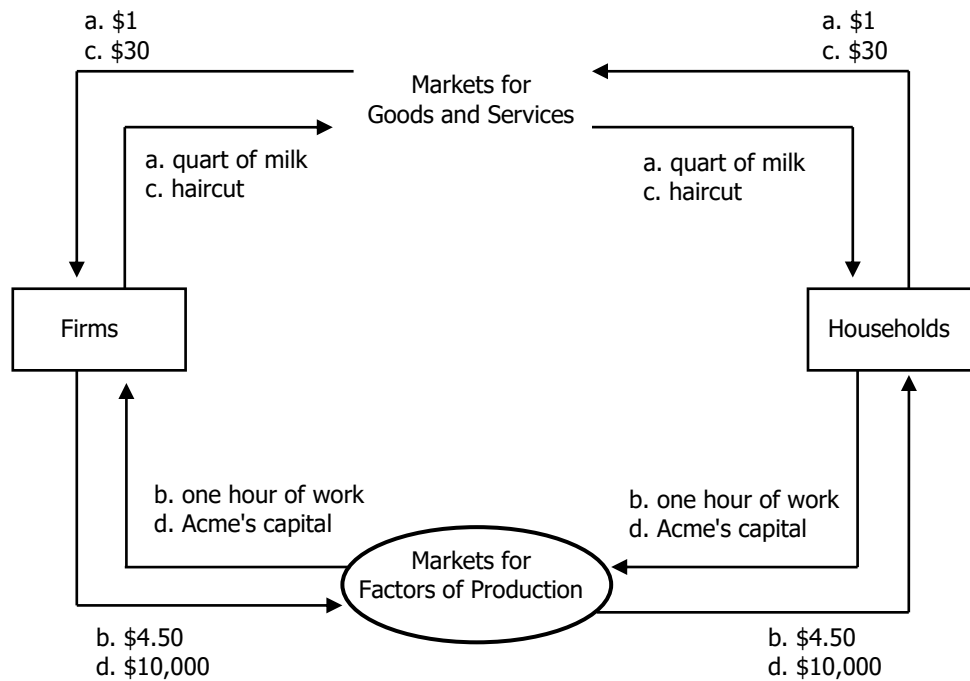 a. $1
c. $30
a. $1
c. $30
Markets for
Goods and Services
a. quart of milk
c. haircut
a. quart of milk
c. haircut
Firms
Households
b. one hour of work
d. Acme's capital
b. one hour of work
d. Acme's capital
Markets for
Factors of Production
b. $4.50
d. $10,000
b. $4.50
d. $10,000